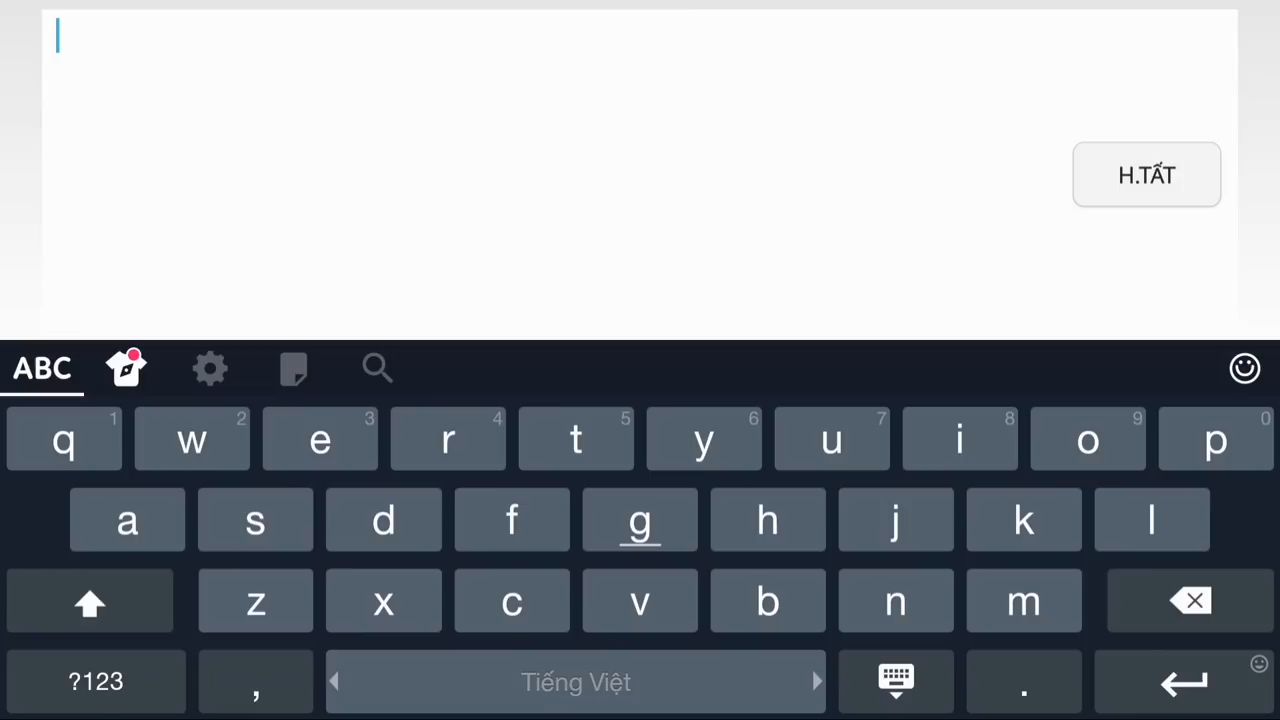 H.TẤT
ABC
q 1 w 2 e 3 r 4 t 5 y 6 u 7 i 8 o 9 p 0
a s d f g h j k l
z x c v b n m
?123 , Tiếng Việt .